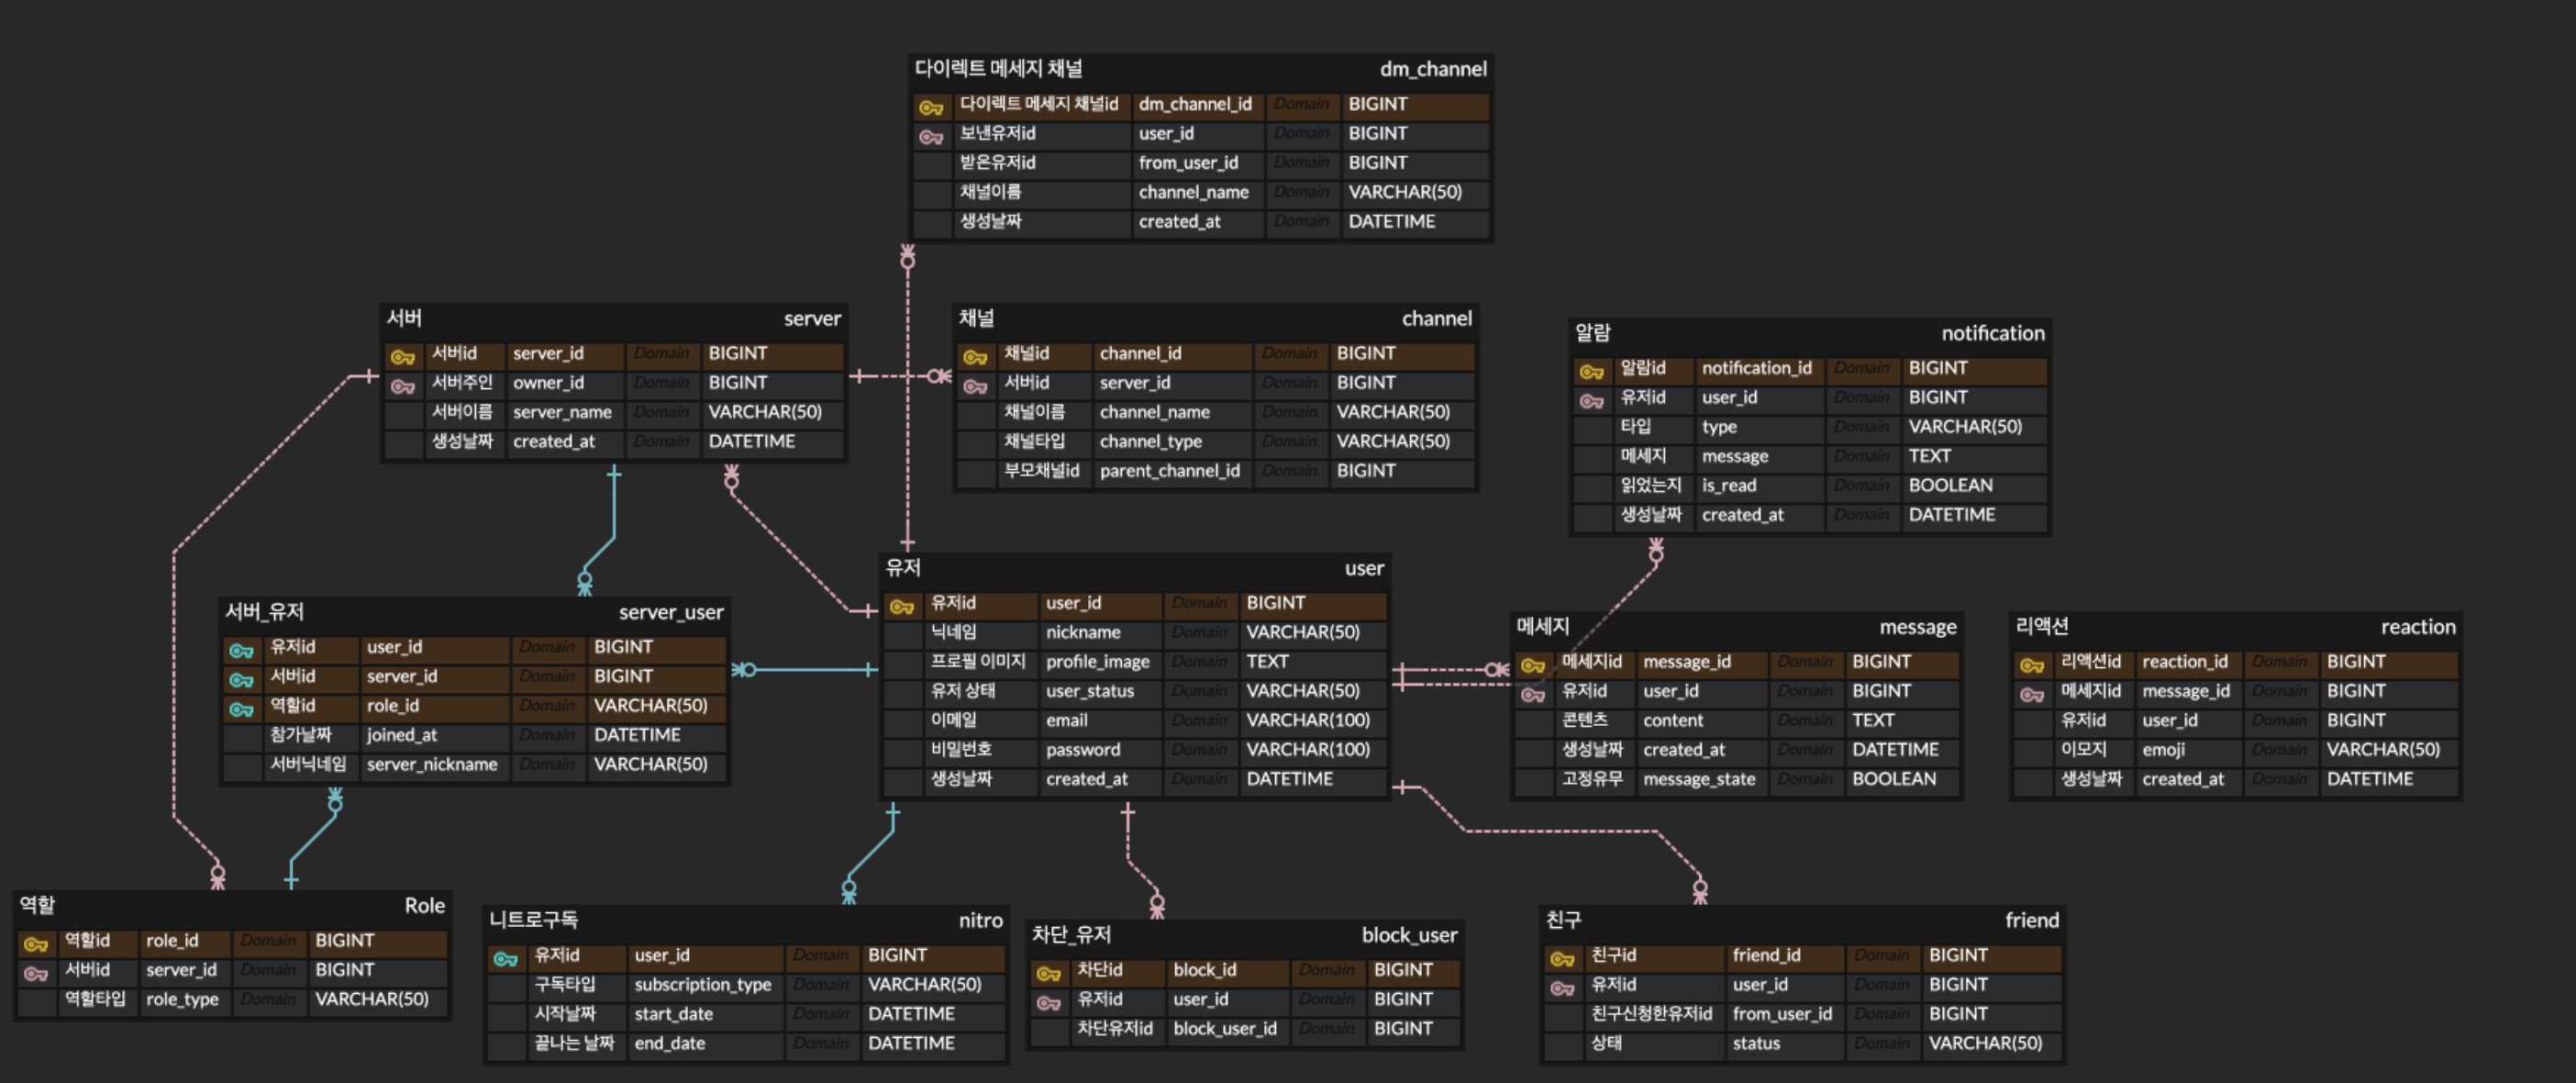 다이렉트 메세지 채널 dm_channel
다이렉트 메세지 채널id dm_channel_id Domain BIGINT
보낸유저id user_id Domain BIGINT
받은유저id from_user_id Domain BIGINT
채널이름 channel_name Domain VARCHAR(50)
생성날짜 created_at Domain DATETIME
서버 server
서버id server_id Domain BIGINT
서버주인 owner_id Domain BIGINT
서버이름 server_name Domain VARCHAR(50)
생성날짜 created_at Domain DATETIME
채널 channel
채널id channel_id Domain BIGINT
서버id server_id Domain BIGINT
채널이름 channel_name Domain VARCHAR(50)
채널타입 channel_type Domain VARCHAR(50)
부모채널id parent_channel_id Domain BIGINT
알람 notification
알람id notification_id Domain BIGINT
유저id user_id Domain BIGINT
타입 type Domain VARCHAR(50)
메세지 message Domain TEXT
읽었는지 is_read Domain BOOLEAN
생성날짜 created_at Domain DATETIME
서버_유저 server_user
유저id user_id Domain BIGINT
서버id server_id Domain BIGINT
역할id role_id Domain VARCHAR(50)
참가날짜 joined_at Domain DATETIME
서버닉네임 server_nickname Domain VARCHAR(50)
유저 user
유저id user_id Domain BIGINT
닉네임 nickname Domain VARCHAR(50)
프로필 이미지 profile_image Domain TEXT
유저 상태 user_status Domain VARCHAR(50)
이메일 email Domain VARCHAR(100)
비밀번호 password Domain VARCHAR(100)
생성날짜 created_at Domain DATETIME
메세지 message
메세지id message_id Domain BIGINT
유저id user_id Domain BIGINT
콘텐츠 content Domain TEXT
생성날짜 created_at Domain DATETIME
고정유무 message_state Domain BOOLEAN
리액션 reaction
리액션id reaction_id Domain BIGINT
메세지id message_id Domain BIGINT
유저id user_id Domain BIGINT
이모지 emoji Domain VARCHAR(50)
생성날짜 created_at Domain DATETIME
역할 Role
역할id role_id Domain BIGINT
서버id server_id Domain BIGINT
역할타입 role_type Domain VARCHAR(50)
니트로구독 nitro
유저id user_id Domain BIGINT
구독타입 subscription_type Domain VARCHAR(50)
시작날짜 start_date Domain DATETIME
끝나는 날짜 end_date Domain DATETIME
차단_유저 block_user
차단id block_id Domain BIGINT
유저id user_id Domain BIGINT
차단유저id block_user_id Domain BIGINT
친구 friend
친구id friend_id Domain BIGINT
유저id user_id Domain BIGINT
친구신청한유저id from_user_id Domain BIGINT
상태 status Domain VARCHAR(50)